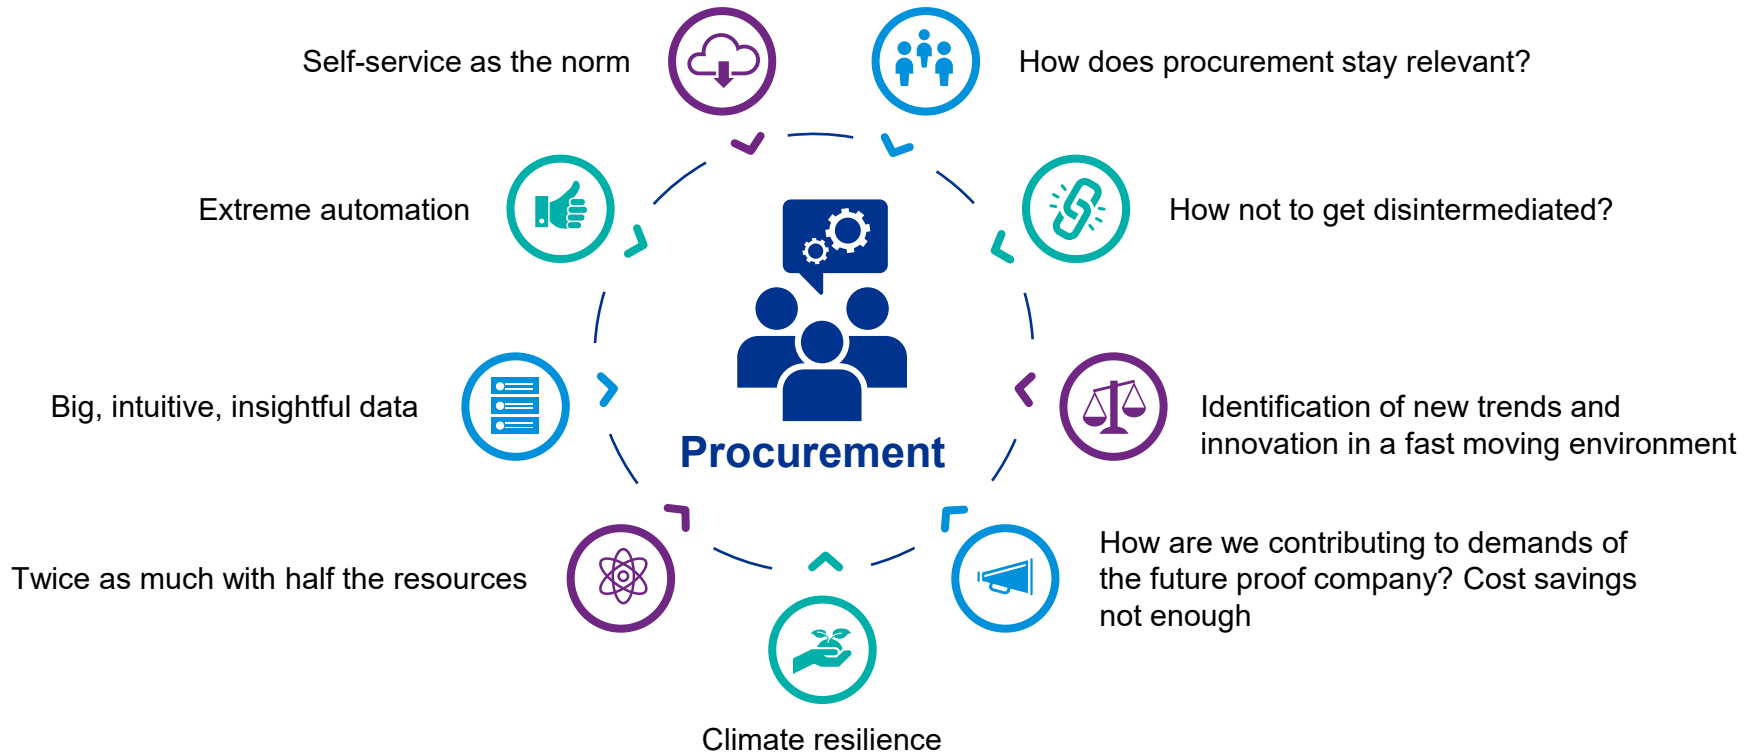 Self-service as the norm
How does procurement stay relevant?
Extreme automation
How not to get disintermediated?
Big, intuitive, insightful data
Identification of new trends and
innovation in a fast moving environment
Procurement
Twice as much with half the resources
How are we contributing to demands of
the future proof company? Cost savings
not enough
Climate resilience